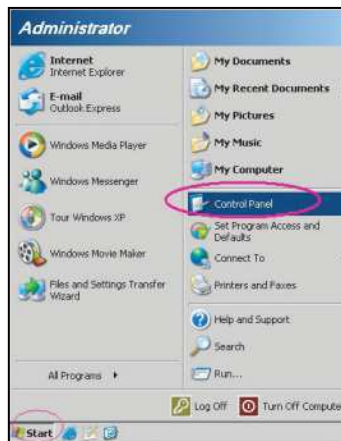 Administrator
Internet
Internet Explorer
E-mail
Outlook Express
Windows Media Player
Windows Messenger
Tour Windows XP
Windows Movie Maker
Files and Settings Transfer
Wizard
All Programs
My Documents
My Recent Documents
My Pictures
My Music
My Computer
Control Panel
Set Program Access and
Defaults
Connect To
Printers and Faxes
Help and Support
Search
Run...
Log Off
Turn Off Compute
Start